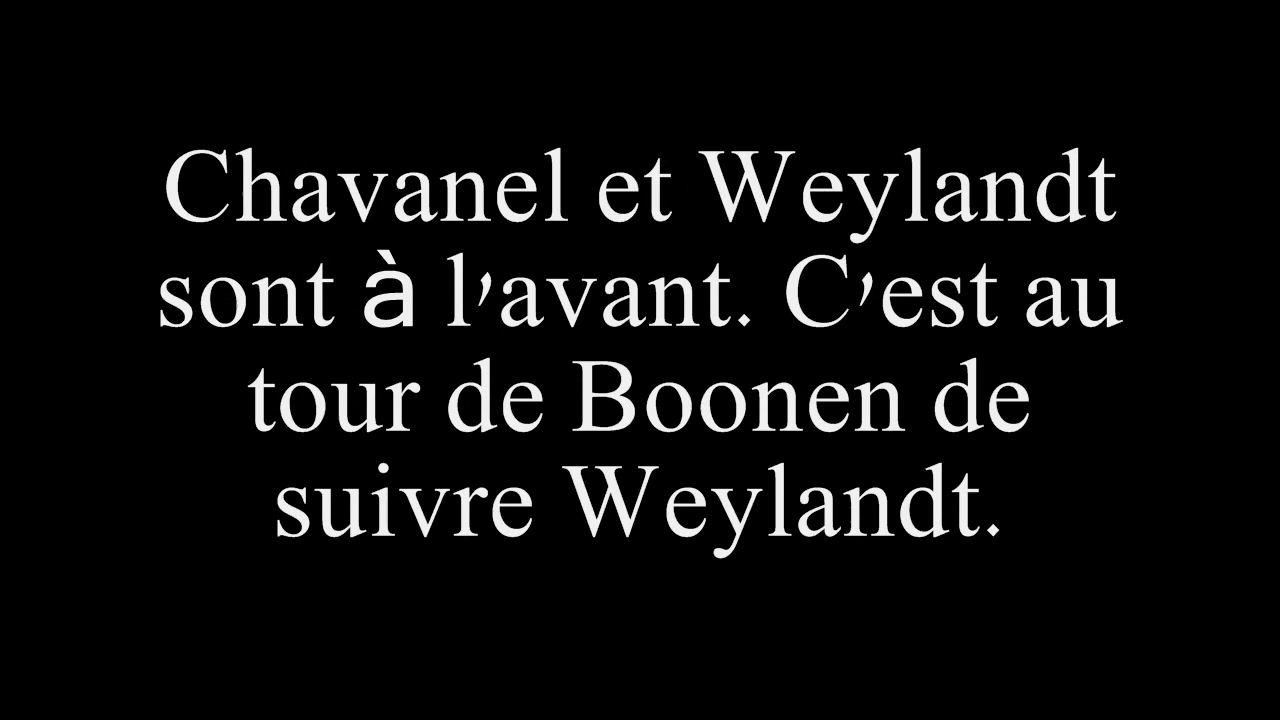 Chavanel et Weylandt
sont à l'avant. C'est au
tour de Boonen de
suivre Weylandt.